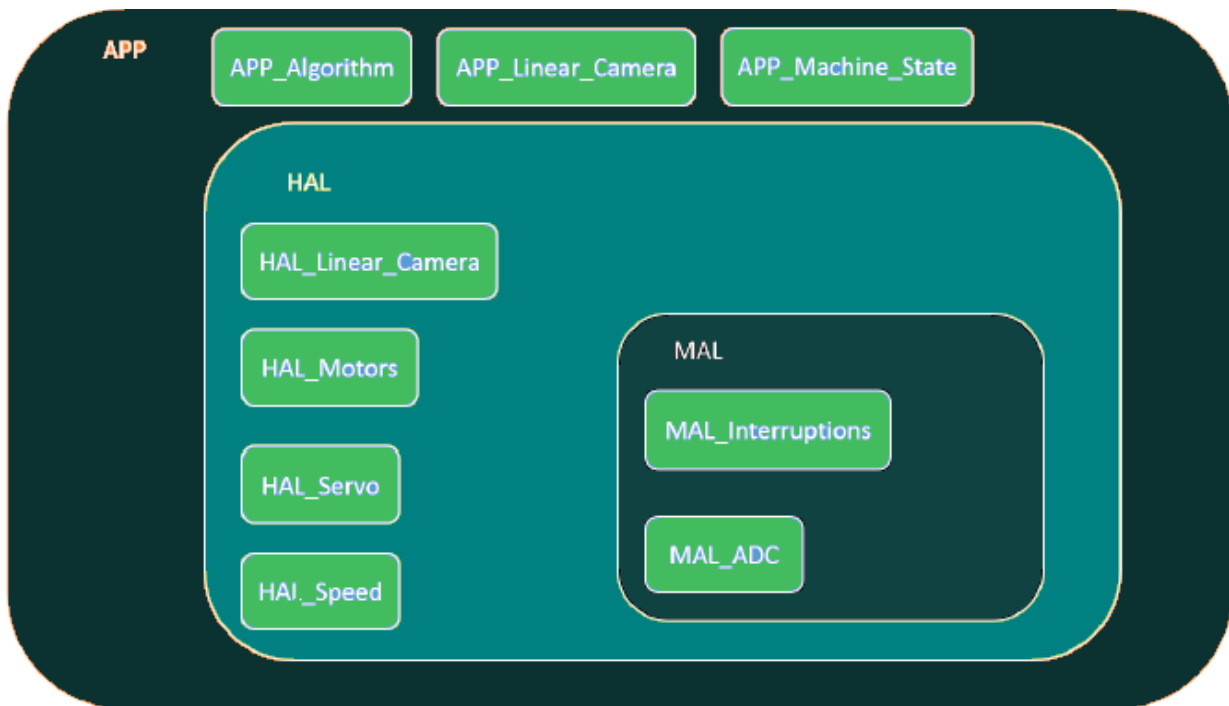 APP
APP_Algorithm
APP_Linear_Camera
APP_Machine_State
HAL
HAL_Linear_Camera
HAL_Motors
HAL_Servo
HAL_Speed
MAL
MAL_Interruptions
MAL_ADC